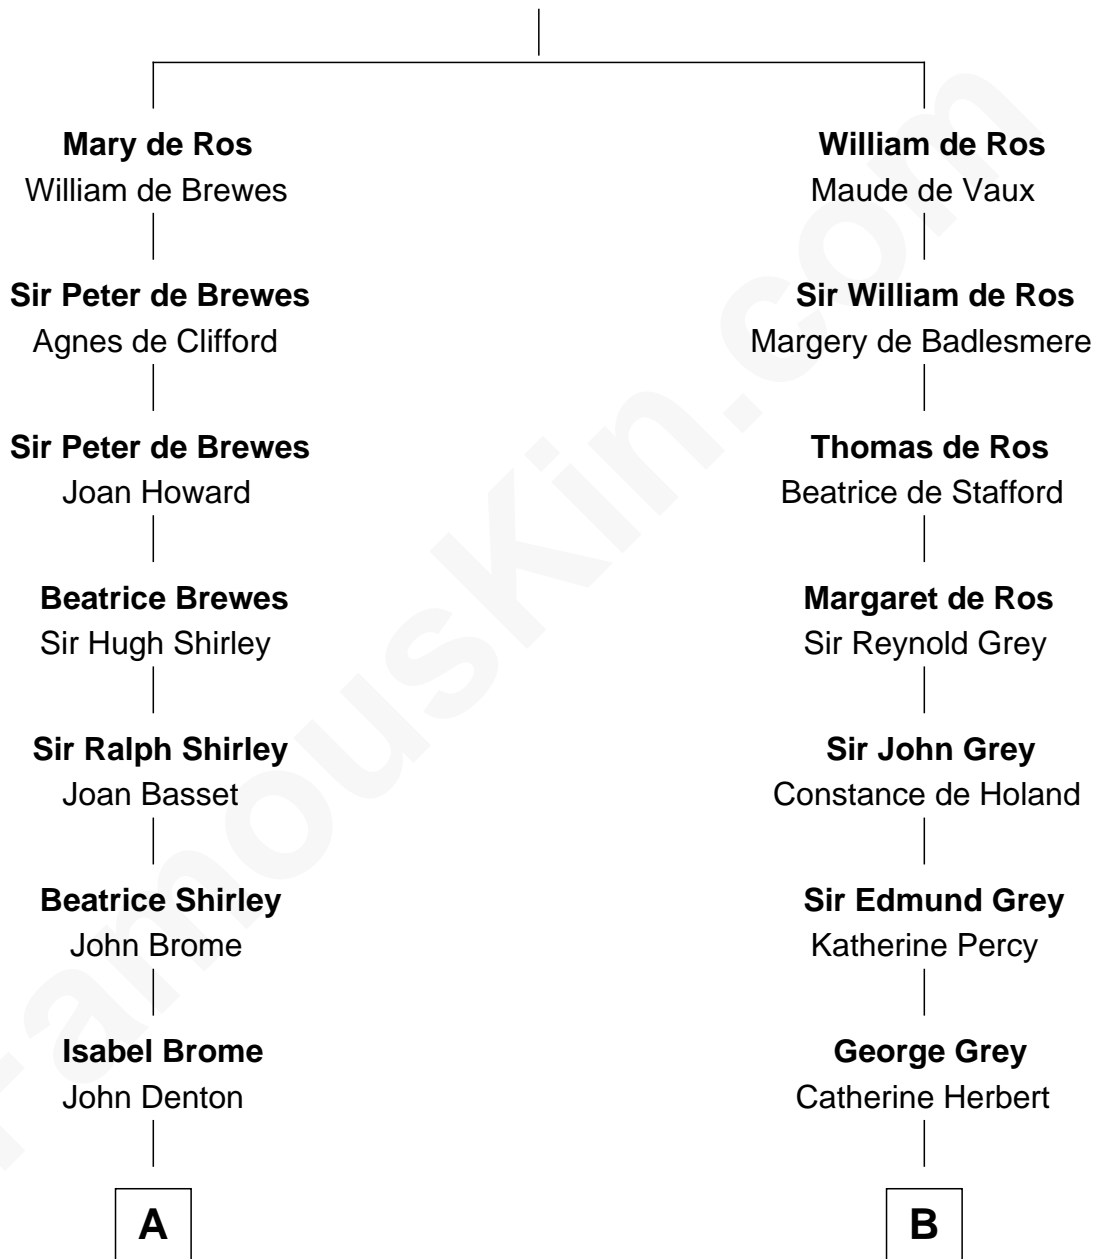 Mary de Ros
William de Brewes
Sir Peter de Brewes
Agnes de Clifford
Sir Peter de Brewes
Joan Howard
Beatrice Brewes
Sir Hugh Shirley
Sir Ralph Shirley
Joan Basset
Beatrice Shirley
John Brome
Isabel Brome
John Denton
A
William de Ros
Maude de Vaux
Sir William de Ros
Margery de Badlesmere
Thomas de Ros
Beatrice de Stafford
Margaret de Ros
Sir Reynold Grey
Sir John Grey
Constance de Holand
Sir Edmund Grey
Katherine Percy
George Grey
Catherine Herbert
B
FamousKin.com